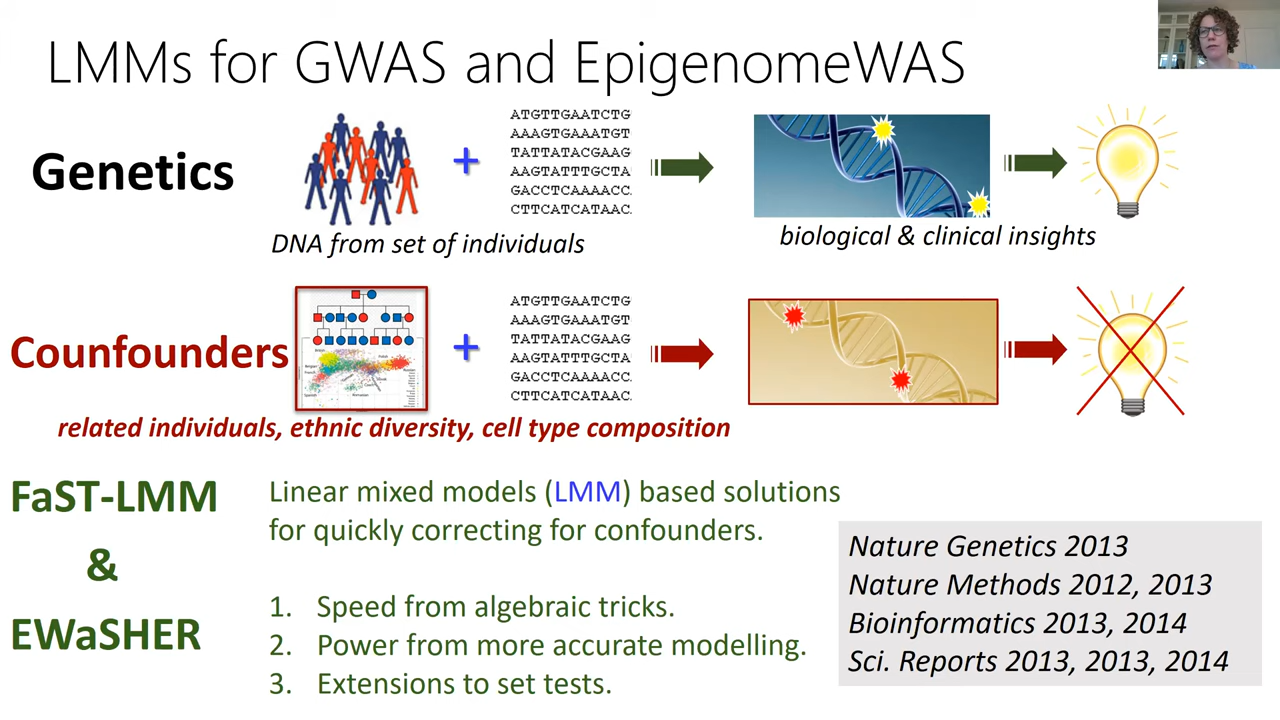 LMMs for GWAS and EpigenomeWAS
Genetics
+
ATGTTGAATCTG
AAAGTGAAATGT
TATTATACGAAG
AAGTATTTGCTA
GACCTCAAAACC
CTTCATCATAAC
DNA from set of individuals
biological & clinical insights
Counfounders
+
ATGTTGAATCTG
AAAGTGAAATGT
TATTATACGAAG
AAGTATTTGCTA
GACCTCAAAACC
CTTCATCATAAC
related individuals, ethnic diversity, cell type composition
FaST-LMM
&
EWaSHER
Linear mixed models (LMM) based solutions
for quickly correcting for confounders.
1. Speed from algebraic tricks.
2. Power from more accurate modelling.
3. Extensions to set tests.
Nature Genetics 2013
Nature Methods 2012, 2013
Bioinformatics 2013, 2014
Sci. Reports 2013, 2013, 2014